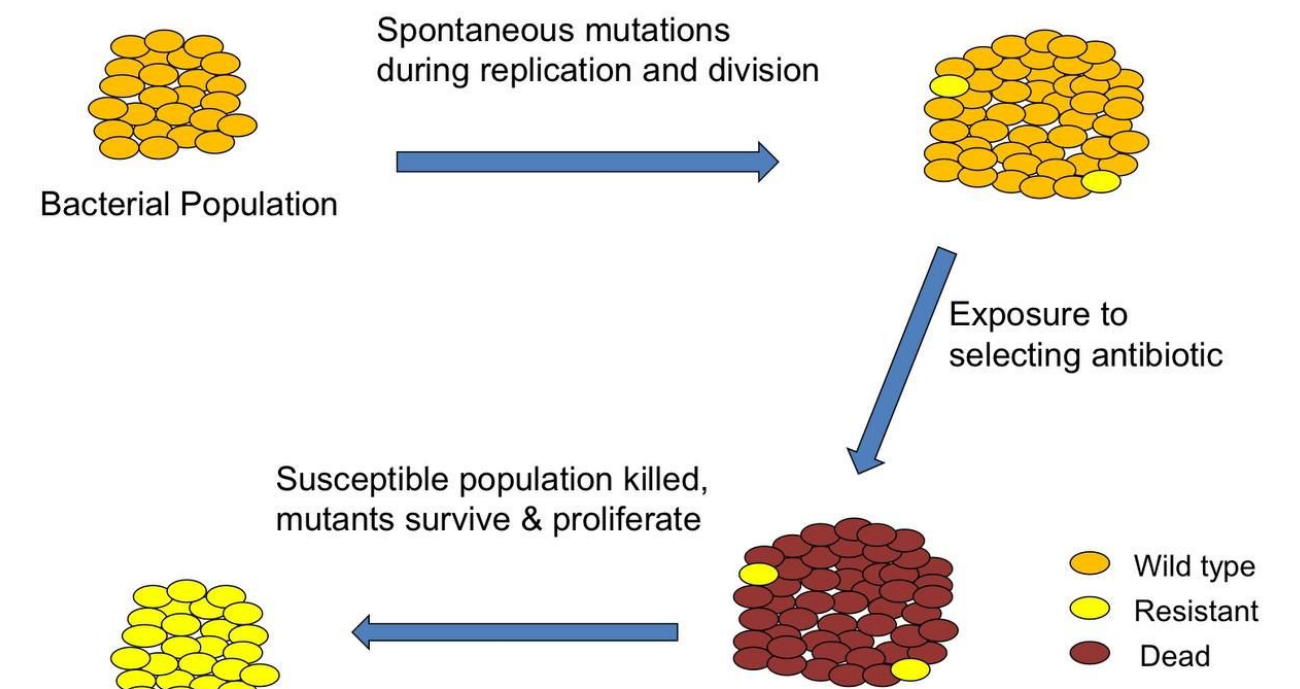 Spontaneous mutations
during replication and division
Bacterial Population
Exposure to
selecting antibiotic
Susceptible population killed,
mutants survive & proliferate
Wild type
Resistant
Dead